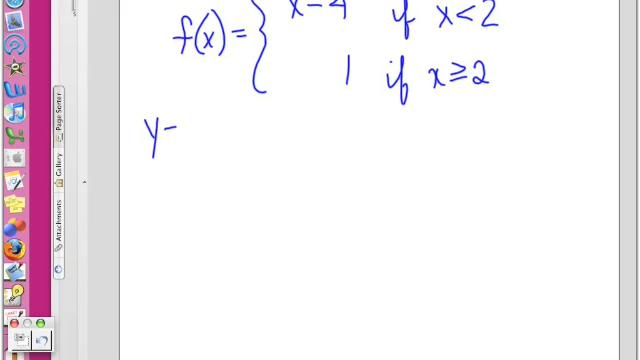 f(x) = { x - 4 if x < 2
1 if x ≥ 2
y -
Page Sorter
Gallery
Attachments